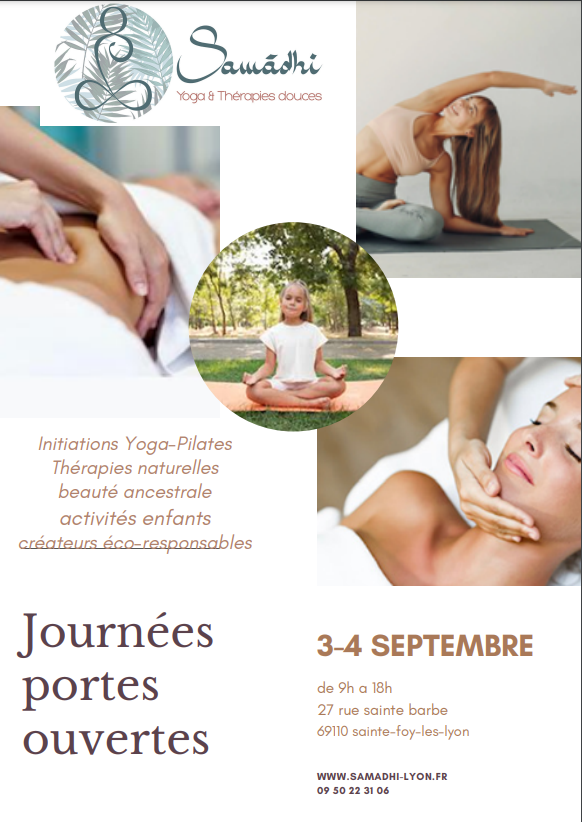 Samādhi
Yoga & Thérapies douces
Initiations Yoga-Pilates
Thérapies naturelles
beauté ancestrale
activités enfants
créateurs éco-responsables
Journées
portes
ouvertes
3-4 SEPTEMBRE
de 9h a 18h
27 rue sainte barbe
69110 sainte-foy-les-lyon
WWW.SAMADHI-LYON.FR
09 50 22 31 06